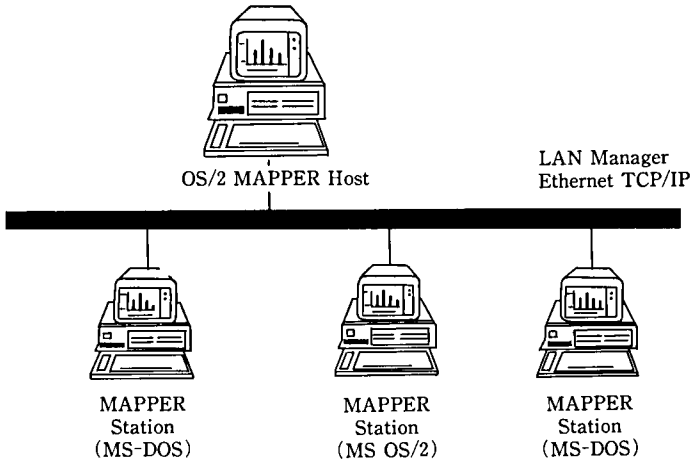 OS/2 MAPPER Host
LAN Manager
Ethernet TCP/IP
MAPPER
Station
(MS-DOS)
MAPPER
Station
(MS OS/2)
MAPPER
Station
(MS-DOS)